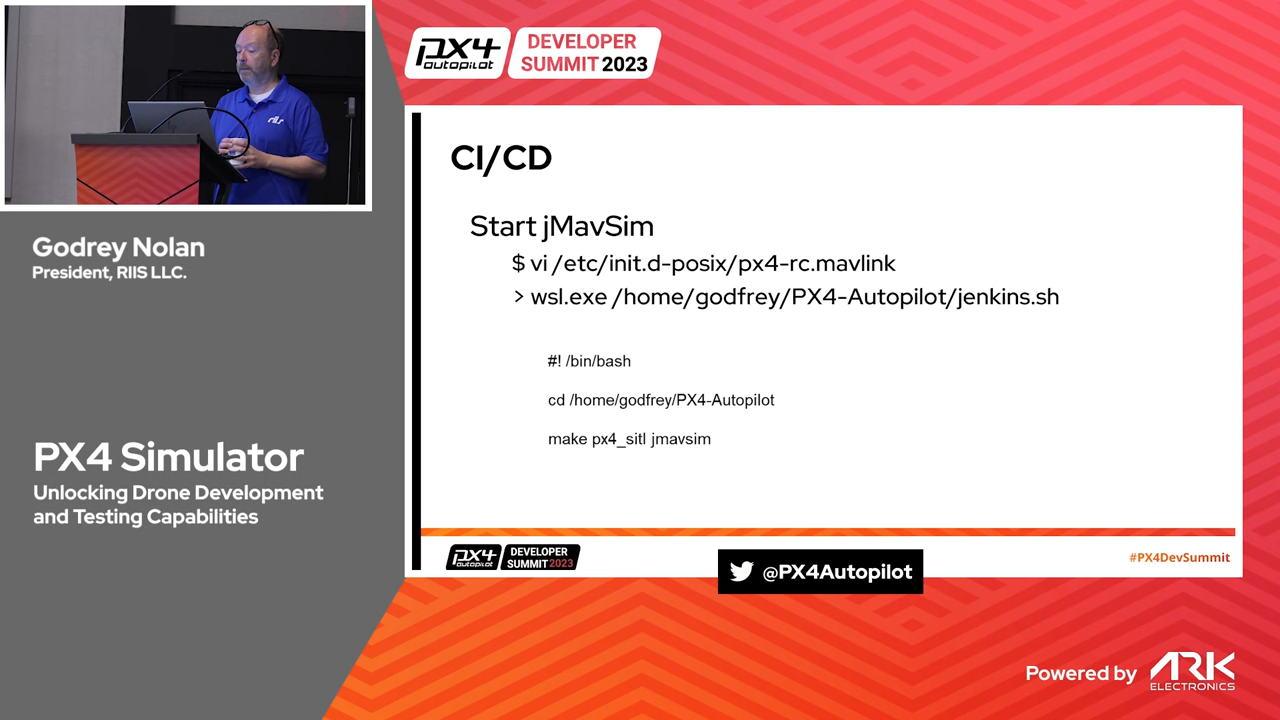 PX4
autopilot
DEVELOPER
SUMMIT 2023
riis
Godrey Nolan
President, RIIS LLC.
PX4 Simulator
Unlocking Drone Development
and Testing Capabilities
CI/CD
Start jMavSim
$ vi /etc/init.d-posix/px4-rc.mavlink
> wsl.exe /home/godfrey/PX4-Autopilot/jenkins.sh
#! /bin/bash
cd /home/godfrey/PX4-Autopilot
make px4_sitl jmavsim
PX4
autopilot
DEVELOPER
SUMMIT 2023
@PX4Autopilot
#PX4DevSummit
Powered by ARK
ELECTRONICS